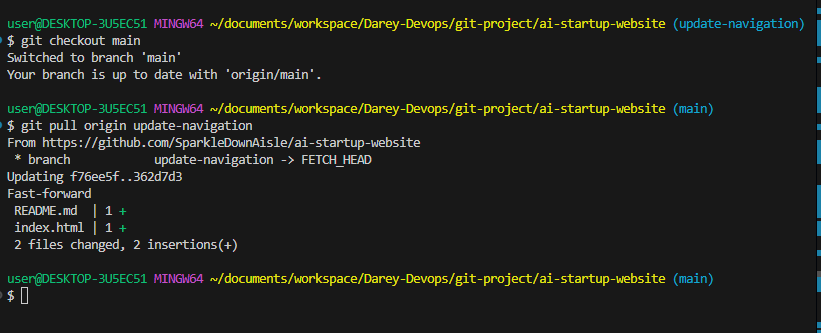 user@DESKTOP-3U5EC51 MINGW64 ~/documents/workspace/Darey-Devops/git-project/ai-startup-website (update-navigation)
$ git checkout main
Switched to branch 'main'
Your branch is up to date with 'origin/main'.
user@DESKTOP-3U5EC51 MINGW64 ~/documents/workspace/Darey-Devops/git-project/ai-startup-website (main)
$ git pull origin update-navigation
From https://github.com/SparkleDownAisle/ai-startup-website
 * branch            update-navigation -> FETCH_HEAD
Updating f76ee5f..362d7d3
Fast-forward
 README.md  | 1 +
 index.html | 1 +
 2 files changed, 2 insertions(+)
user@DESKTOP-3U5EC51 MINGW64 ~/documents/workspace/Darey-Devops/git-project/ai-startup-website (main)
$